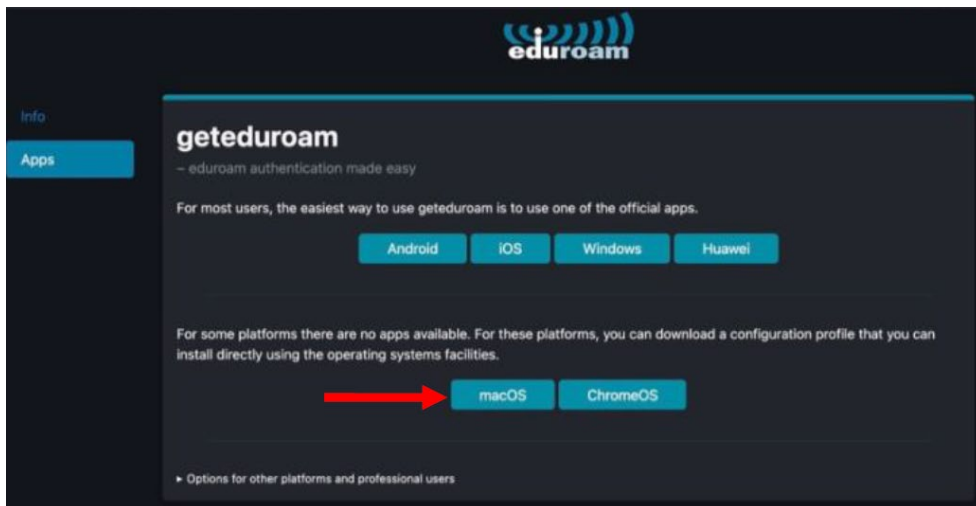 eduroam
Info
Apps
geteduroam
– eduroam authentication made easy
For most users, the easiest way to use geteduroam is to use one of the official apps.
Android iOS Windows Huawei
For some platforms there are no apps available. For these platforms, you can download a configuration profile that you can
install directly using the operating systems facilities.
macOS ChromeOS
▸ Options for other platforms and professional users